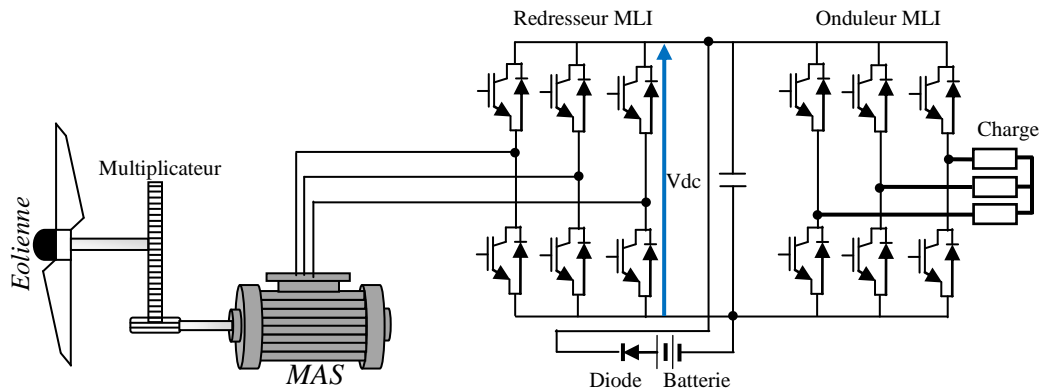 Redresseur MLI
Onduleur MLI
Charge
Multiplicateur
Vdc
Eolienne
MAS
Diode
Batterie